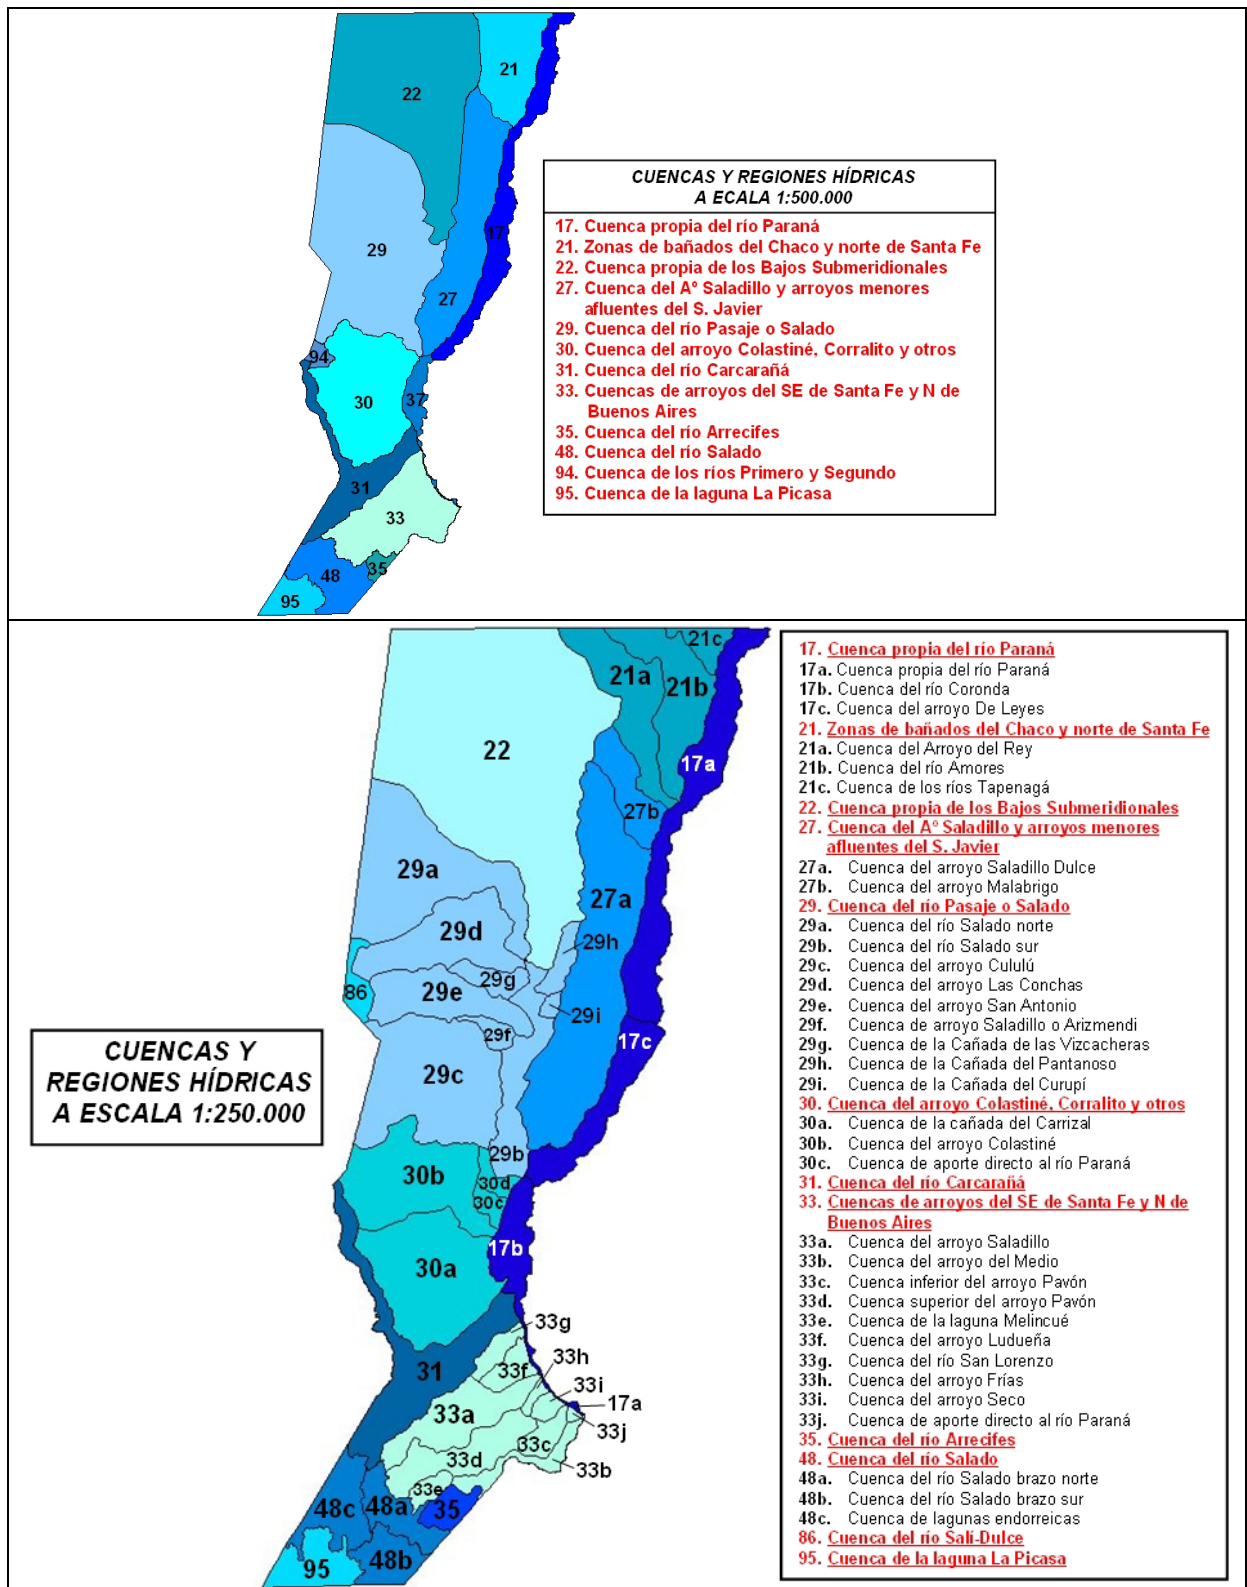 21
22
17
29
27
94
30
37
31
33
35
48
95
CUENCAS Y REGIONES HÍDRICAS
A ECALA 1:500.000
17. Cuenca propia del río Paraná
21. Zonas de bañados del Chaco y norte de Santa Fe
22. Cuenca propia de los Bajos Submeridionales
27. Cuenca del Aº Saladillo y arroyos menores
afluentes del S. Javier
29. Cuenca del río Pasaje o Salado
30. Cuenca del arroyo Colastiné, Corralito y otros
31. Cuenca del río Carcarañá
33. Cuencas de arroyos del SE de Santa Fe y N de
Buenos Aires
35. Cuenca del río Arrecifes
48. Cuenca del río Salado
94. Cuenca de los ríos Primero y Segundo
95. Cuenca de la laguna La Picasa
21c
21a
21b
22
17a
27b
29a
27a
29d
29h
29g
86
29e
29i
29f
17c
29c
29b
30b
30d
30c
17b
30a
33g
33h
31
33f
33i
17a
33a
33j
33c
33d
33b
33e
48c
48a
35
48b
95
CUENCAS Y
REGIONES HÍDRICAS
A ESCALA 1:250.000
17. Cuenca propia del río Paraná
17a. Cuenca propia del río Paraná
17b. Cuenca del río Coronda
17c. Cuenca del arroyo De Leyes
21. Zonas de bañados del Chaco y norte de Santa Fe
21a. Cuenca del Arroyo del Rey
21b. Cuenca del río Amores
21c. Cuenca de los ríos Tapenagá
22. Cuenca propia de los Bajos Submeridionales
27. Cuenca del Aº Saladillo y arroyos menores
afluentes del S. Javier
27a. Cuenca del arroyo Saladillo Dulce
27b. Cuenca del arroyo Malabrigo
29. Cuenca del río Pasaje o Salado
29a. Cuenca del río Salado norte
29b. Cuenca del río Salado sur
29c. Cuenca del arroyo Cululú
29d. Cuenca del arroyo Las Conchas
29e. Cuenca del arroyo San Antonio
29f. Cuenca de arroyo Saladillo o Arizmendi
29g. Cuenca de la Cañada de las Vizcacheras
29h. Cuenca de la Cañada del Pantanoso
29i. Cuenca de la Cañada del Curupí
30. Cuenca del arroyo Colastiné, Corralito y otros
30a. Cuenca de la cañada del Carrizal
30b. Cuenca del arroyo Colastiné
30c. Cuenca de aporte directo al río Paraná
31. Cuenca del río Carcarañá
33. Cuencas de arroyos del SE de Santa Fe y N de
Buenos Aires
33a. Cuenca del arroyo Saladillo
33b. Cuenca del arroyo del Medio
33c. Cuenca inferior del arroyo Pavón
33d. Cuenca superior del arroyo Pavón
33e. Cuenca de la laguna Melincué
33f. Cuenca del arroyo Ludueña
33g. Cuenca del río San Lorenzo
33h. Cuenca del arroyo Frías
33i. Cuenca del arroyo Seco
33j. Cuenca de aporte directo al río Paraná
35. Cuenca del río Arrecifes
48. Cuenca del río Salado
48a. Cuenca del río Salado brazo norte
48b. Cuenca del río Salado brazo sur
48c. Cuenca de lagunas endorreicas
86. Cuenca del río Salí-Dulce
95. Cuenca de la laguna La Picasa